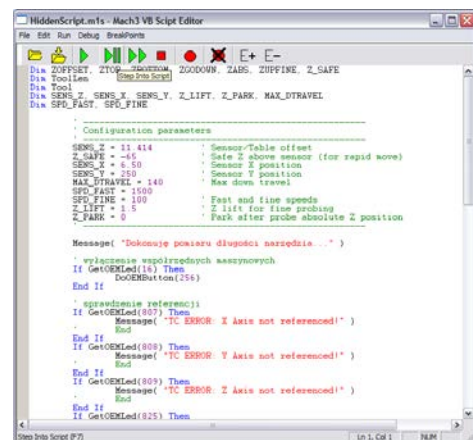 HiddenScript.m1s - Mach3 VB Scipt Editor
File Edit Run Debug BreakPoints
E+ E-
Dim ZOFFSET, ZTOP, ZBOTTOM, ZGODOWN, ZABS, ZUPFINE, Z_SAFE
Step Into Script
Dim ToolLen
Dim Tool
Dim SENS_Z, SENS_X, SENS_Y, Z_LIFT, Z_PARK, MAX_DTRAVEL
Dim SPD_FAST, SPD_FINE
' Configuration parameters
SENS_Z = 11.414 ' Sensor/Table offset
Z_SAFE = -65 ' Safe Z above sensor (for rapid move)
SENS_X = 6.50 ' Sensor X position
SENS_Y = 250 ' Sensor Y position
MAX_DTRAVEL = 140 ' Max down travel
SPD_FAST = 1500
SPD_FINE = 100 ' Fast and fine speeds
Z_LIFT = 1.5 ' Z lift for fine probing
Z_PARK = 0 ' Park after probe absolute Z position
Message( "Dokonuję pomiaru długości narzędzia..." )
' wyłączenie współrzędnych maszynowych
If GetOEMLed(16) Then
DoOEMButton(256)
End If
' sprawdzenie referencji
If GetOEMLed(807) Then
Message( "TC ERROR: X Axis not referenced!" )
' End
End If
If GetOEMLed(808) Then
Message( "TC ERROR: Y Axis not referenced!" )
' End
End If
If GetOEMLed(809) Then
Message( "TC ERROR: Z Axis not referenced!" )
' End
End If
If GetOEMLed(825) Then
Step Into Script (F7)
Ln 1, Col 1
NUM